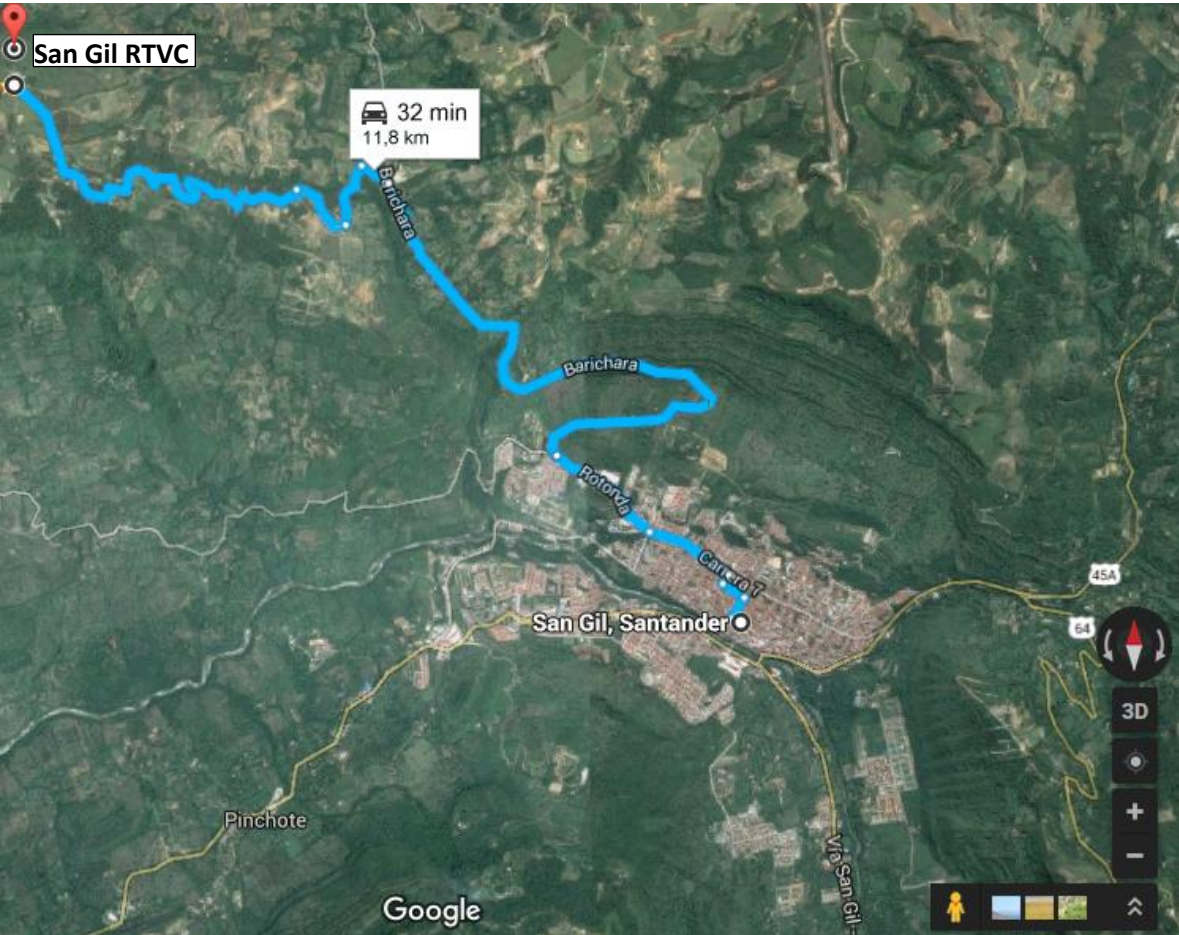 San Gil RTVC
32 min
11,8 km
Barichara
Barichara
Rotonda
Carrera 7
San Gil, Santander
45A
64
3D
Pinchote
Vía San Gil -
Google